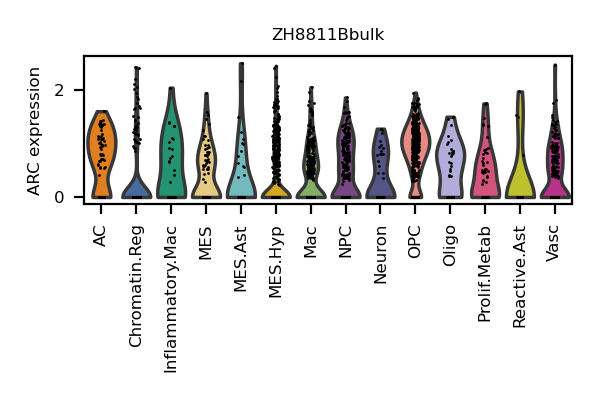 ZH8811Bbulk
ARC expression
2
0
AC
Chromatin.Reg
Inflammatory.Mac
MES
MES.Ast
MES.Hyp
Mac
NPC
Neuron
OPC
Oligo
Prolif.Metab
Reactive.Ast
Vasc